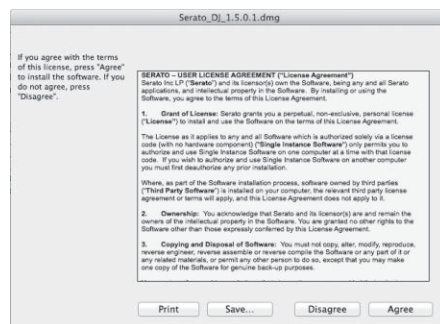 Serato_DJ_1.5.0.1.dmg
If you agree with the terms
of this license, press "Agree"
to install the software. If you
do not agree, press
"Disagree".
SERATO – USER LICENSE AGREEMENT ("License Agreement")
Serato Inc LP ("Serato") and its licensor(s) own the Software, being any and all Serato
applications, and intellectual property in the Software. By installing or using the
Software, you agree to the terms of this License Agreement.
1. Grant of License: Serato grants you a perpetual, non-exclusive, personal license
("License") to install and use the Software on the terms of this License Agreement.
The License as it applies to any and all Software which is authorized solely via a license
code (with no hardware component) ("Single Instance Software") only permits you to
authorize and use Single Instance Software on one computer at a time with that license
code. If you wish to authorize and use Single Instance Software on another computer
you must first deauthorize any prior installation.
Where, as part of the Software installation process, software owned by third parties
("Third Party Software") is installed on your computer, the relevant third party license
agreement or terms will apply, and this License Agreement does not apply to it.
2. Ownership: You acknowledge that Serato and its licensor(s) are and remain the
owners of the intellectual property in the Software. You are granted no other rights to the
Software other than those expressly conferred by this License Agreement.
3. Copying and Disposal of Software: You must not copy, alter, modify, reproduce,
reverse engineer, reverse assemble or reverse compile the Software or any part of it or
any related materials, or permit any other person to do so, except that you may make
one copy of the Software for genuine back-up purposes.
Print Save... Disagree Agree